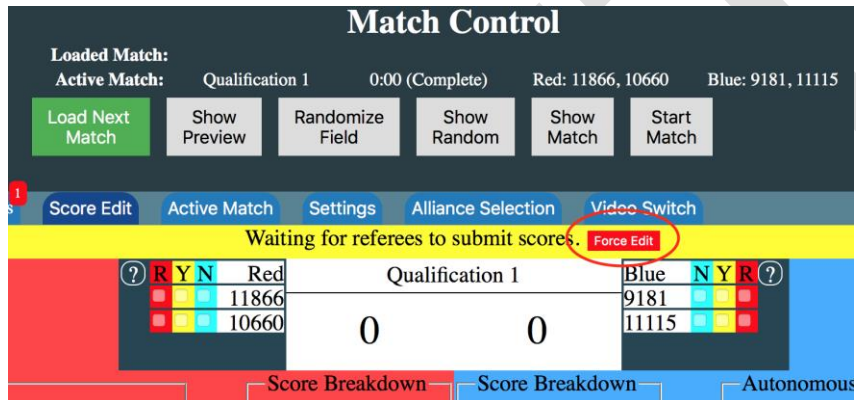 Match Control
Loaded Match:
Active Match: Qualification 1 0:00 (Complete) Red: 11866, 10660 Blue: 9181, 11115
Load Next Match Show Preview Randomize Field Show Random Show Match Start Match
1
s Score Edit Active Match Settings Alliance Selection Video Switch
Waiting for referees to submit scores. Force Edit
? R Y N Red Qualification 1 Blue N Y R ?
11866 9181
10660 0 0 11115
Score Breakdown Score Breakdown Autonomous